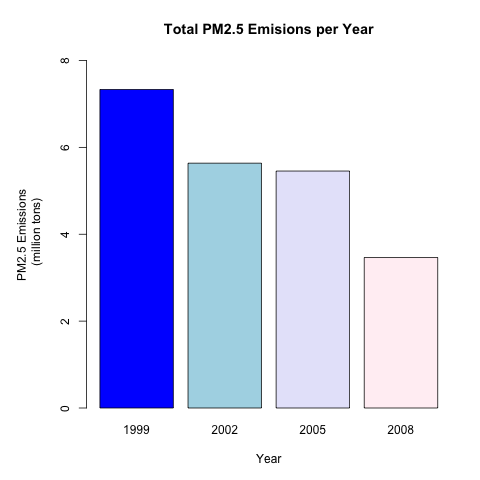 Total PM2.5 Emisions per Year
PM2.5 Emissions
(million tons)
8
6
4
2
0
1999 2002 2005 2008
Year